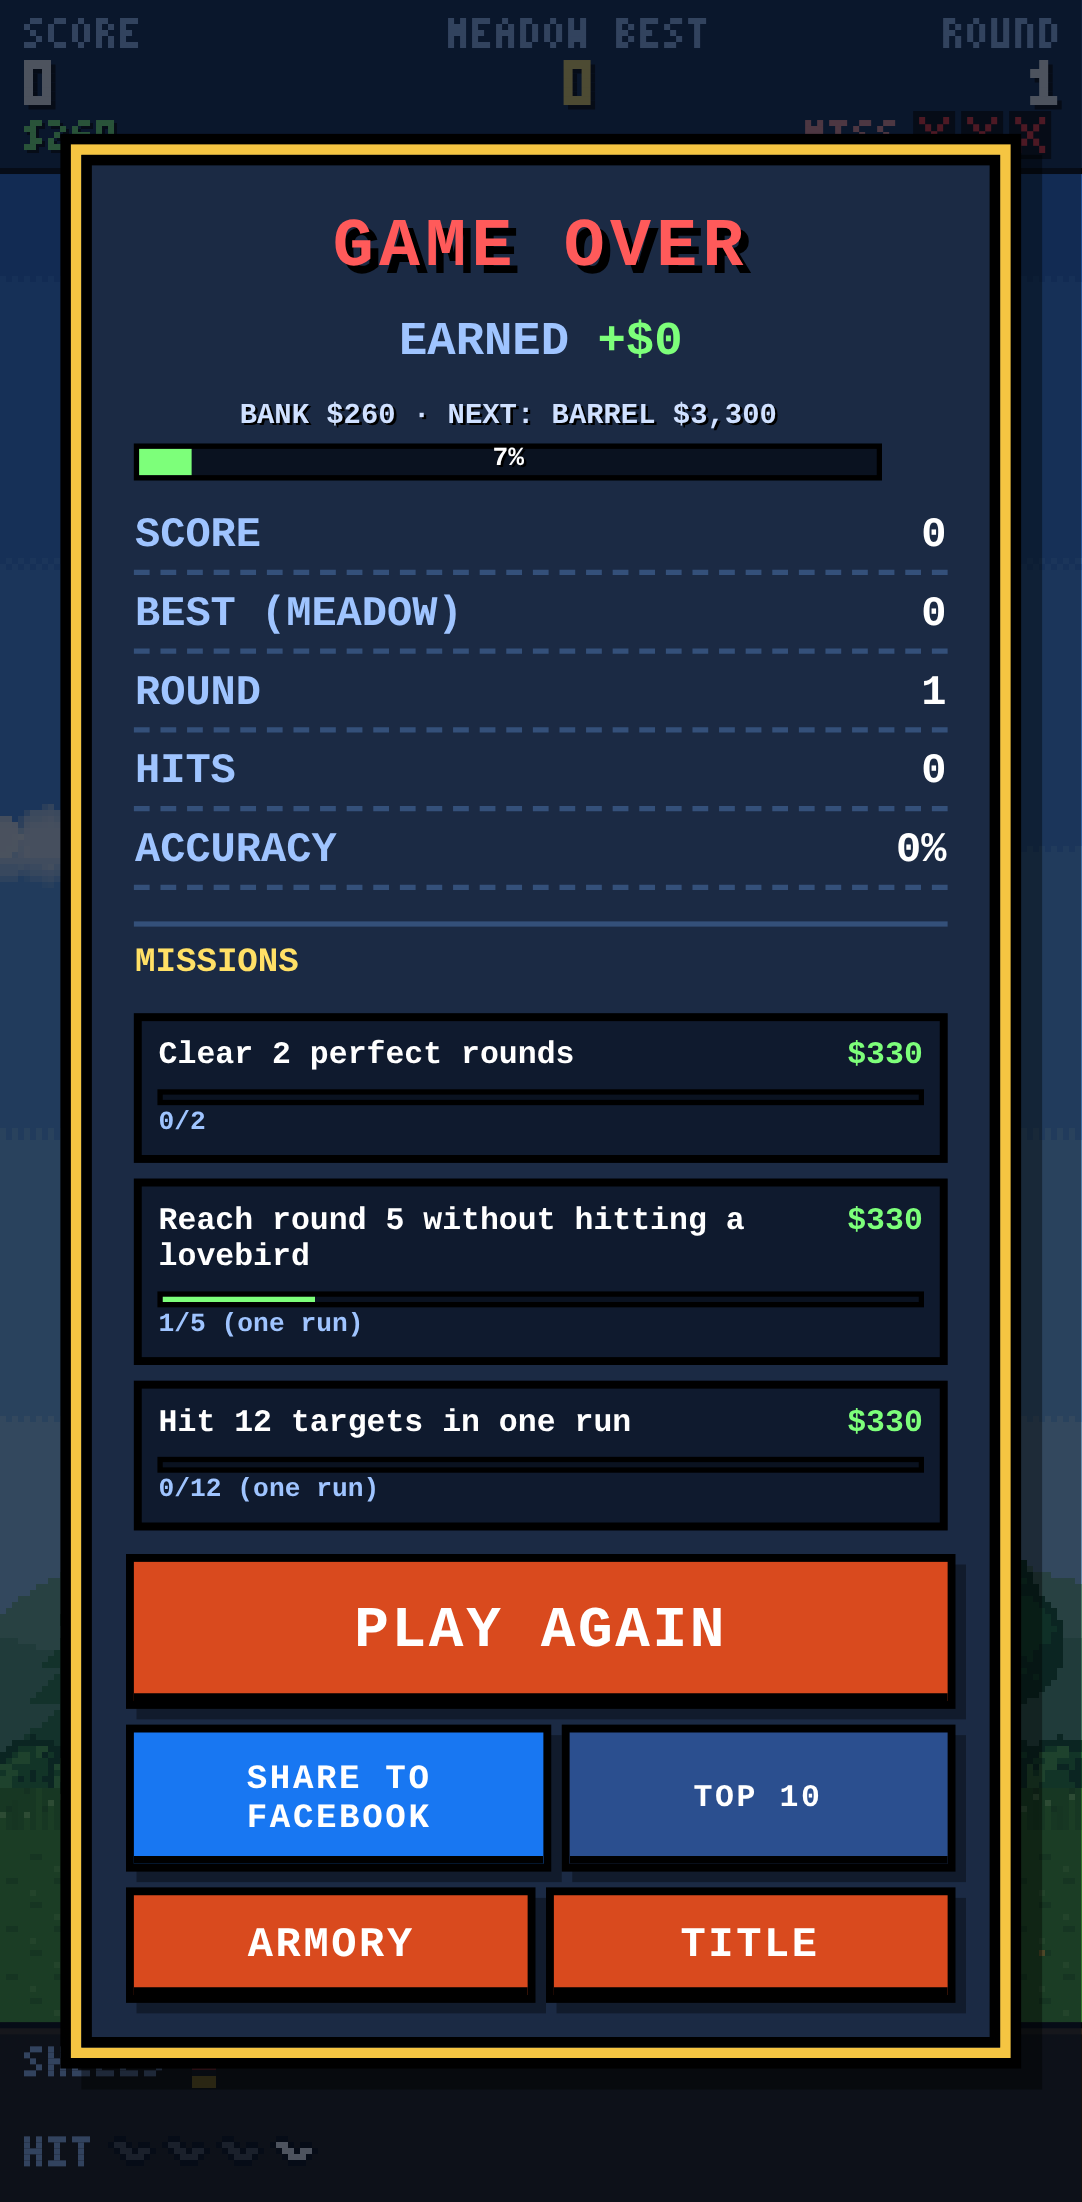 SCORE MEADOW BEST ROUND
0 0 1
$260 MISS X X X
GAME OVER
EARNED +$0
BANK $260 · NEXT: BARREL $3,300
7%
SCORE 0
BEST (MEADOW) 0
ROUND 1
HITS 0
ACCURACY 0%
MISSIONS
Clear 2 perfect rounds $330
0/2
Reach round 5 without hitting a $330
lovebird
1/5 (one run)
Hit 12 targets in one run $330
0/12 (one run)
PLAY AGAIN
SHARE TO
FACEBOOK
TOP 10
ARMORY TITLE
HIT